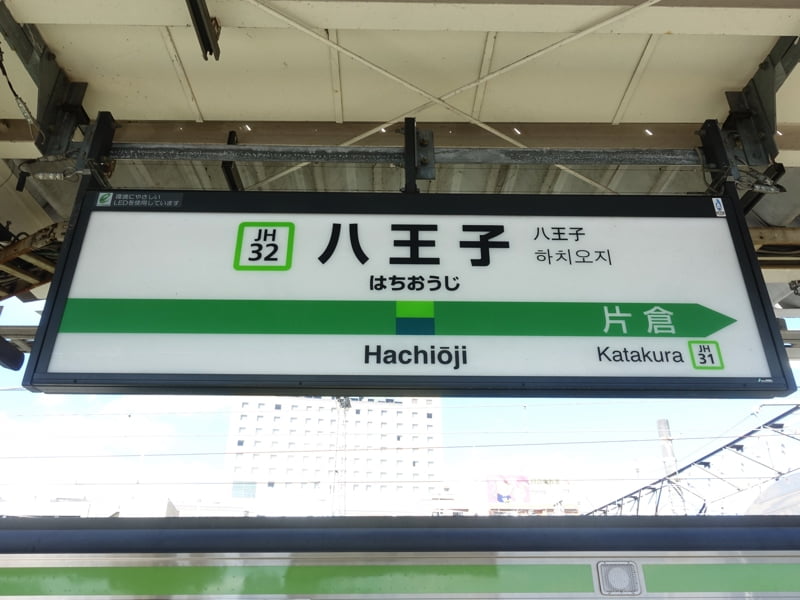 環境にやさしい
LEDを使用しています
JH
32
八王子
八王子
하치오지
はちおうじ
片倉
Hachiōji
Katakura
JH
31